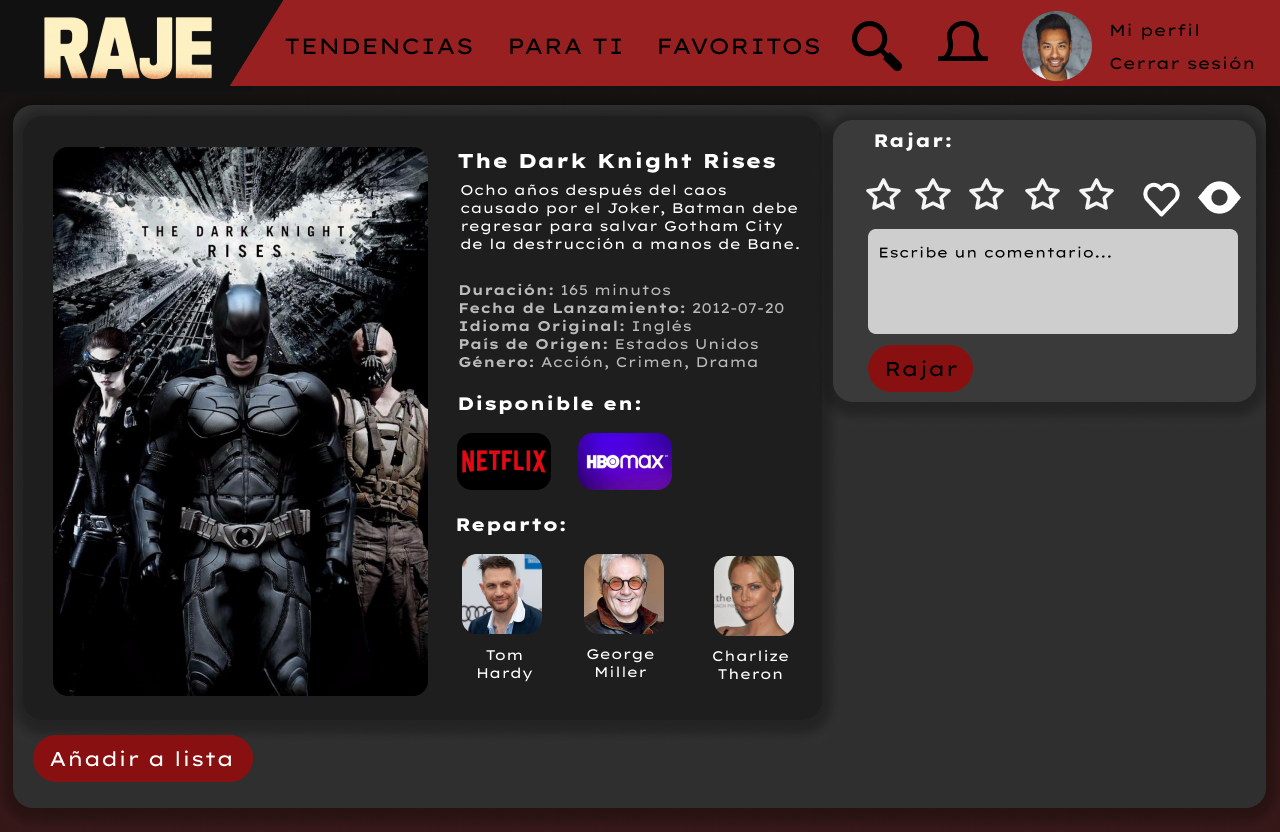 RAJE
TENDENCIAS
PARA TI
FAVORITOS
Mi perfil
Cerrar sesión
THE DARK KNIGHT
RISES
The Dark Knight Rises
Ocho años después del caos
causado por el Joker, Batman debe
regresar para salvar Gotham City
de la destrucción a manos de Bane.
Duración: 165 minutos
Fecha de Lanzamiento: 2012-07-20
Idioma Original: Inglés
País de Origen: Estados Unidos
Género: Acción, Crimen, Drama
Disponible en:
NETFLIX
HBOmax
Reparto:
Tom
Hardy
George
Miller
Charlize
Theron
Añadir a lista
Rajar:
Escribe un comentario...
Rajar